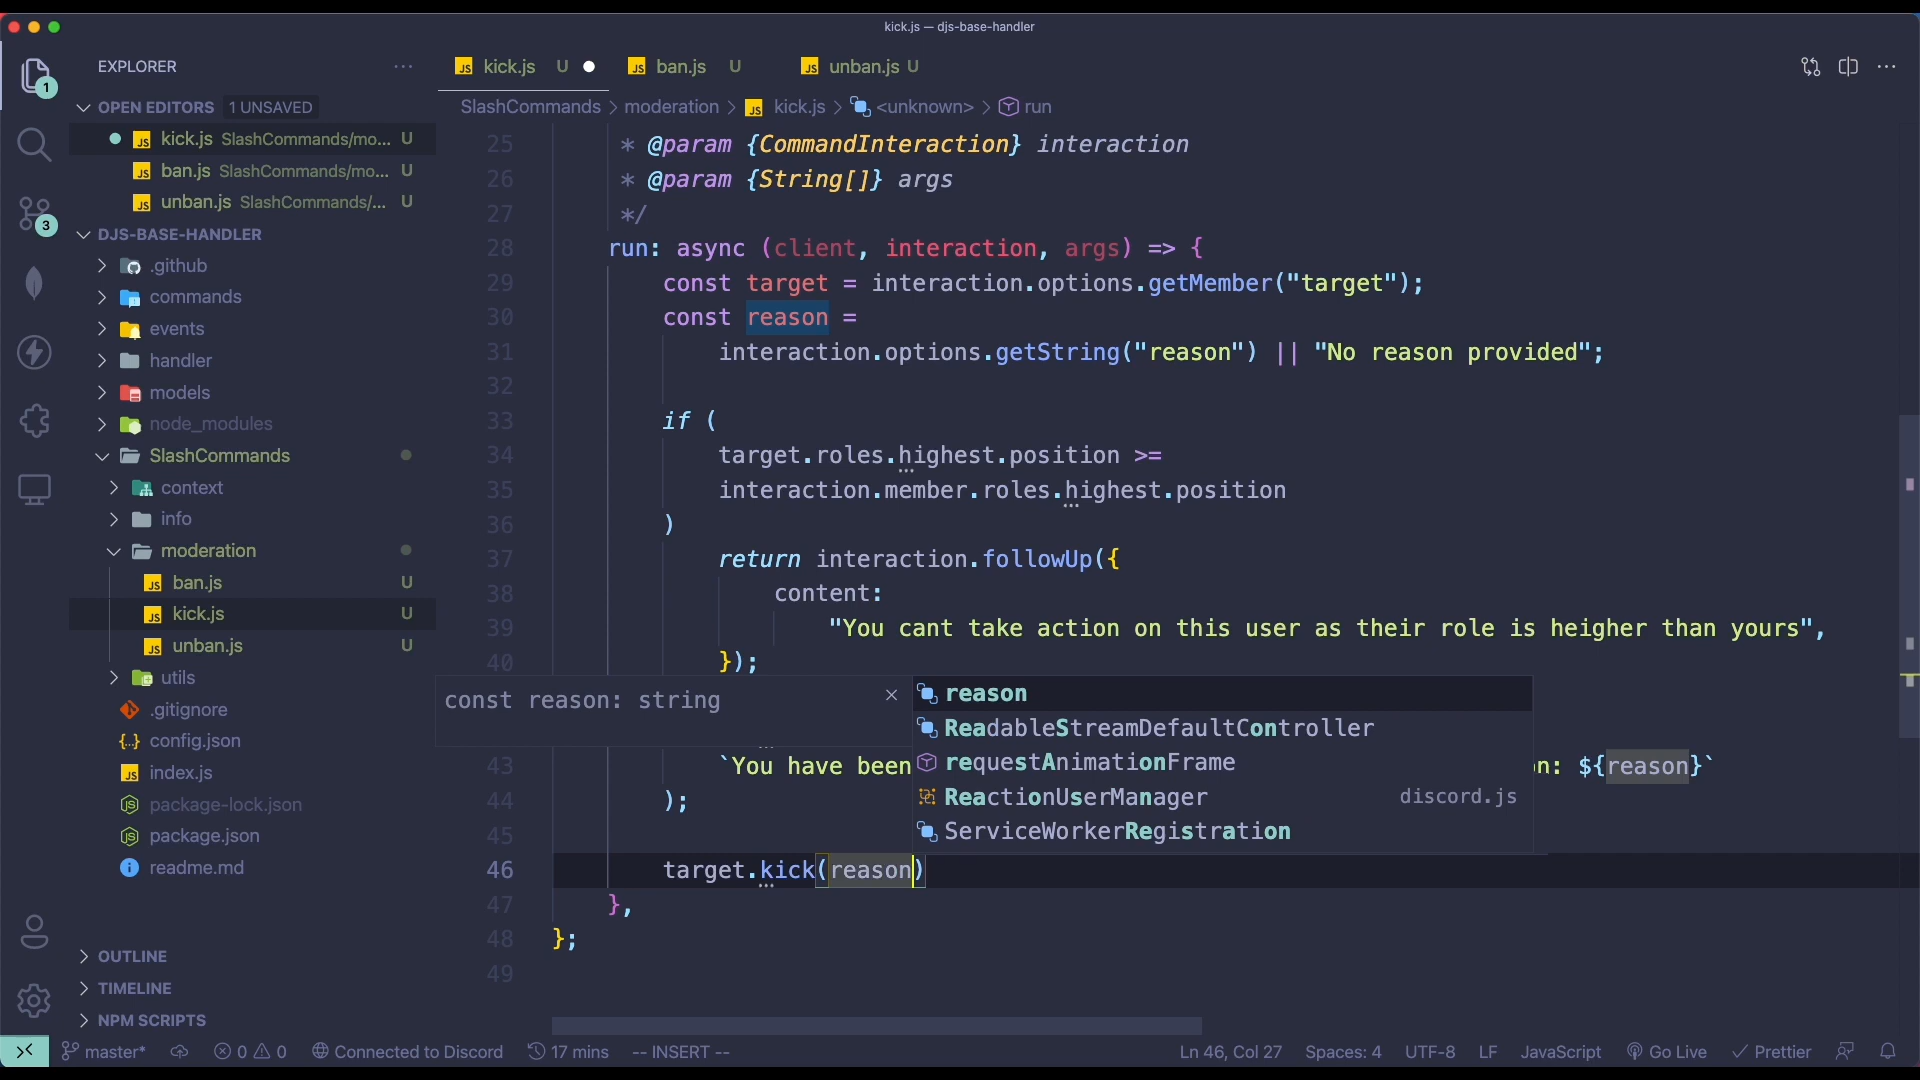 kick.js — djs-base-handler
EXPLORER
1
OPEN EDITORS 1 UNSAVED
kick.js SlashCommands/mo... U
ban.js SlashCommands/mo... U
unban.js SlashCommands/... U
3
DJS-BASE-HANDLER
.github
commands
events
handler
models
node_modules
SlashCommands
context
info
moderation
ban.js U
kick.js U
unban.js U
utils
.gitignore
config.json
index.js
package-lock.json
package.json
readme.md
OUTLINE
TIMELINE
NPM SCRIPTS
kick.js U ban.js U unban.js U
SlashCommands > moderation > kick.js > <unknown> > run
25 * @param {CommandInteraction} interaction
26 * @param {String[]} args
27 */
28 run: async (client, interaction, args) => {
29 const target = interaction.options.getMember("target");
30 const reason =
31 interaction.options.getString("reason") || "No reason provided";
32
33 if (
34 target.roles.highest.position >=
35 interaction.member.roles.highest.position
36 )
37 return interaction.followUp({
38 content:
39 "You cant take action on this user as their role is heigher than yours",
40 });
const reason: string
reason
ReadableStreamDefaultController
requestAnimationFrame
ReactionUserManager discord.js
ServiceWorkerRegistration
43 `You have been n: ${reason}`
44 );
45
46 target.kick(reason)
47 },
48 };
49
master* 0 0 Connected to Discord 17 mins -- INSERT -- Ln 46, Col 27 Spaces: 4 UTF-8 LF JavaScript Go Live Prettier